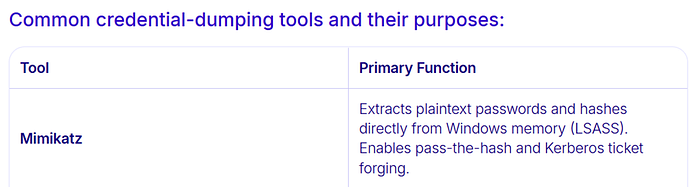 Common credential-dumping tools and their purposes:
Tool
Primary Function
Mimikatz
Extracts plaintext passwords and hashes
directly from Windows memory (LSASS).
Enables pass-the-hash and Kerberos ticket
forging.